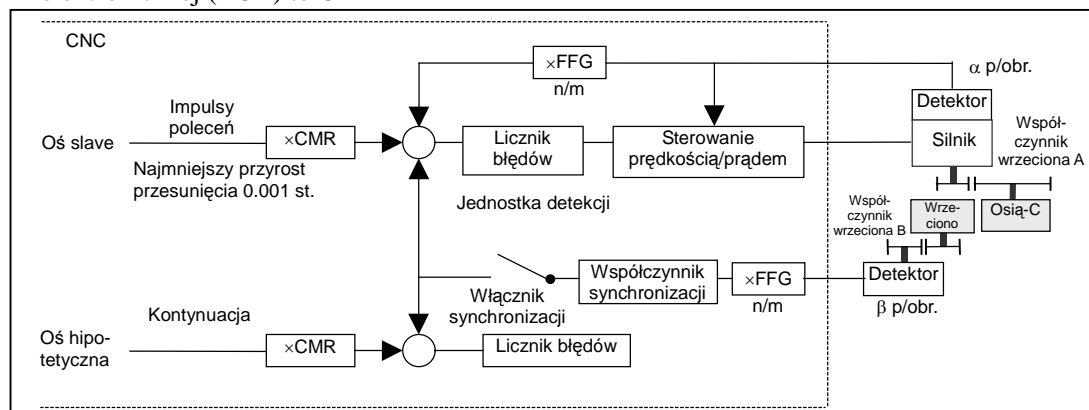 CNC
×FFG
n/m
α p/obr.
Detektor
Silnik
Współ-
czynnik
wrzeciona A
Impulsy
poleceń
Oś slave
×CMR
Licznik
błędów
Sterowanie
prędkością/prądem
Najmniejszy przyrost
przesunięcia 0.001 st.
Jednostka detekcji
Współ-
czynnik
wrzeciona B
Wrze-
ciono
Osią-C
Włącznik
synchronizacji
Współczynnik
synchronizacji
×FFG
n/m
Detektor
β p/obr.
Kontynuacja
Oś hipo-
tetyczna
×CMR
Licznik błędów